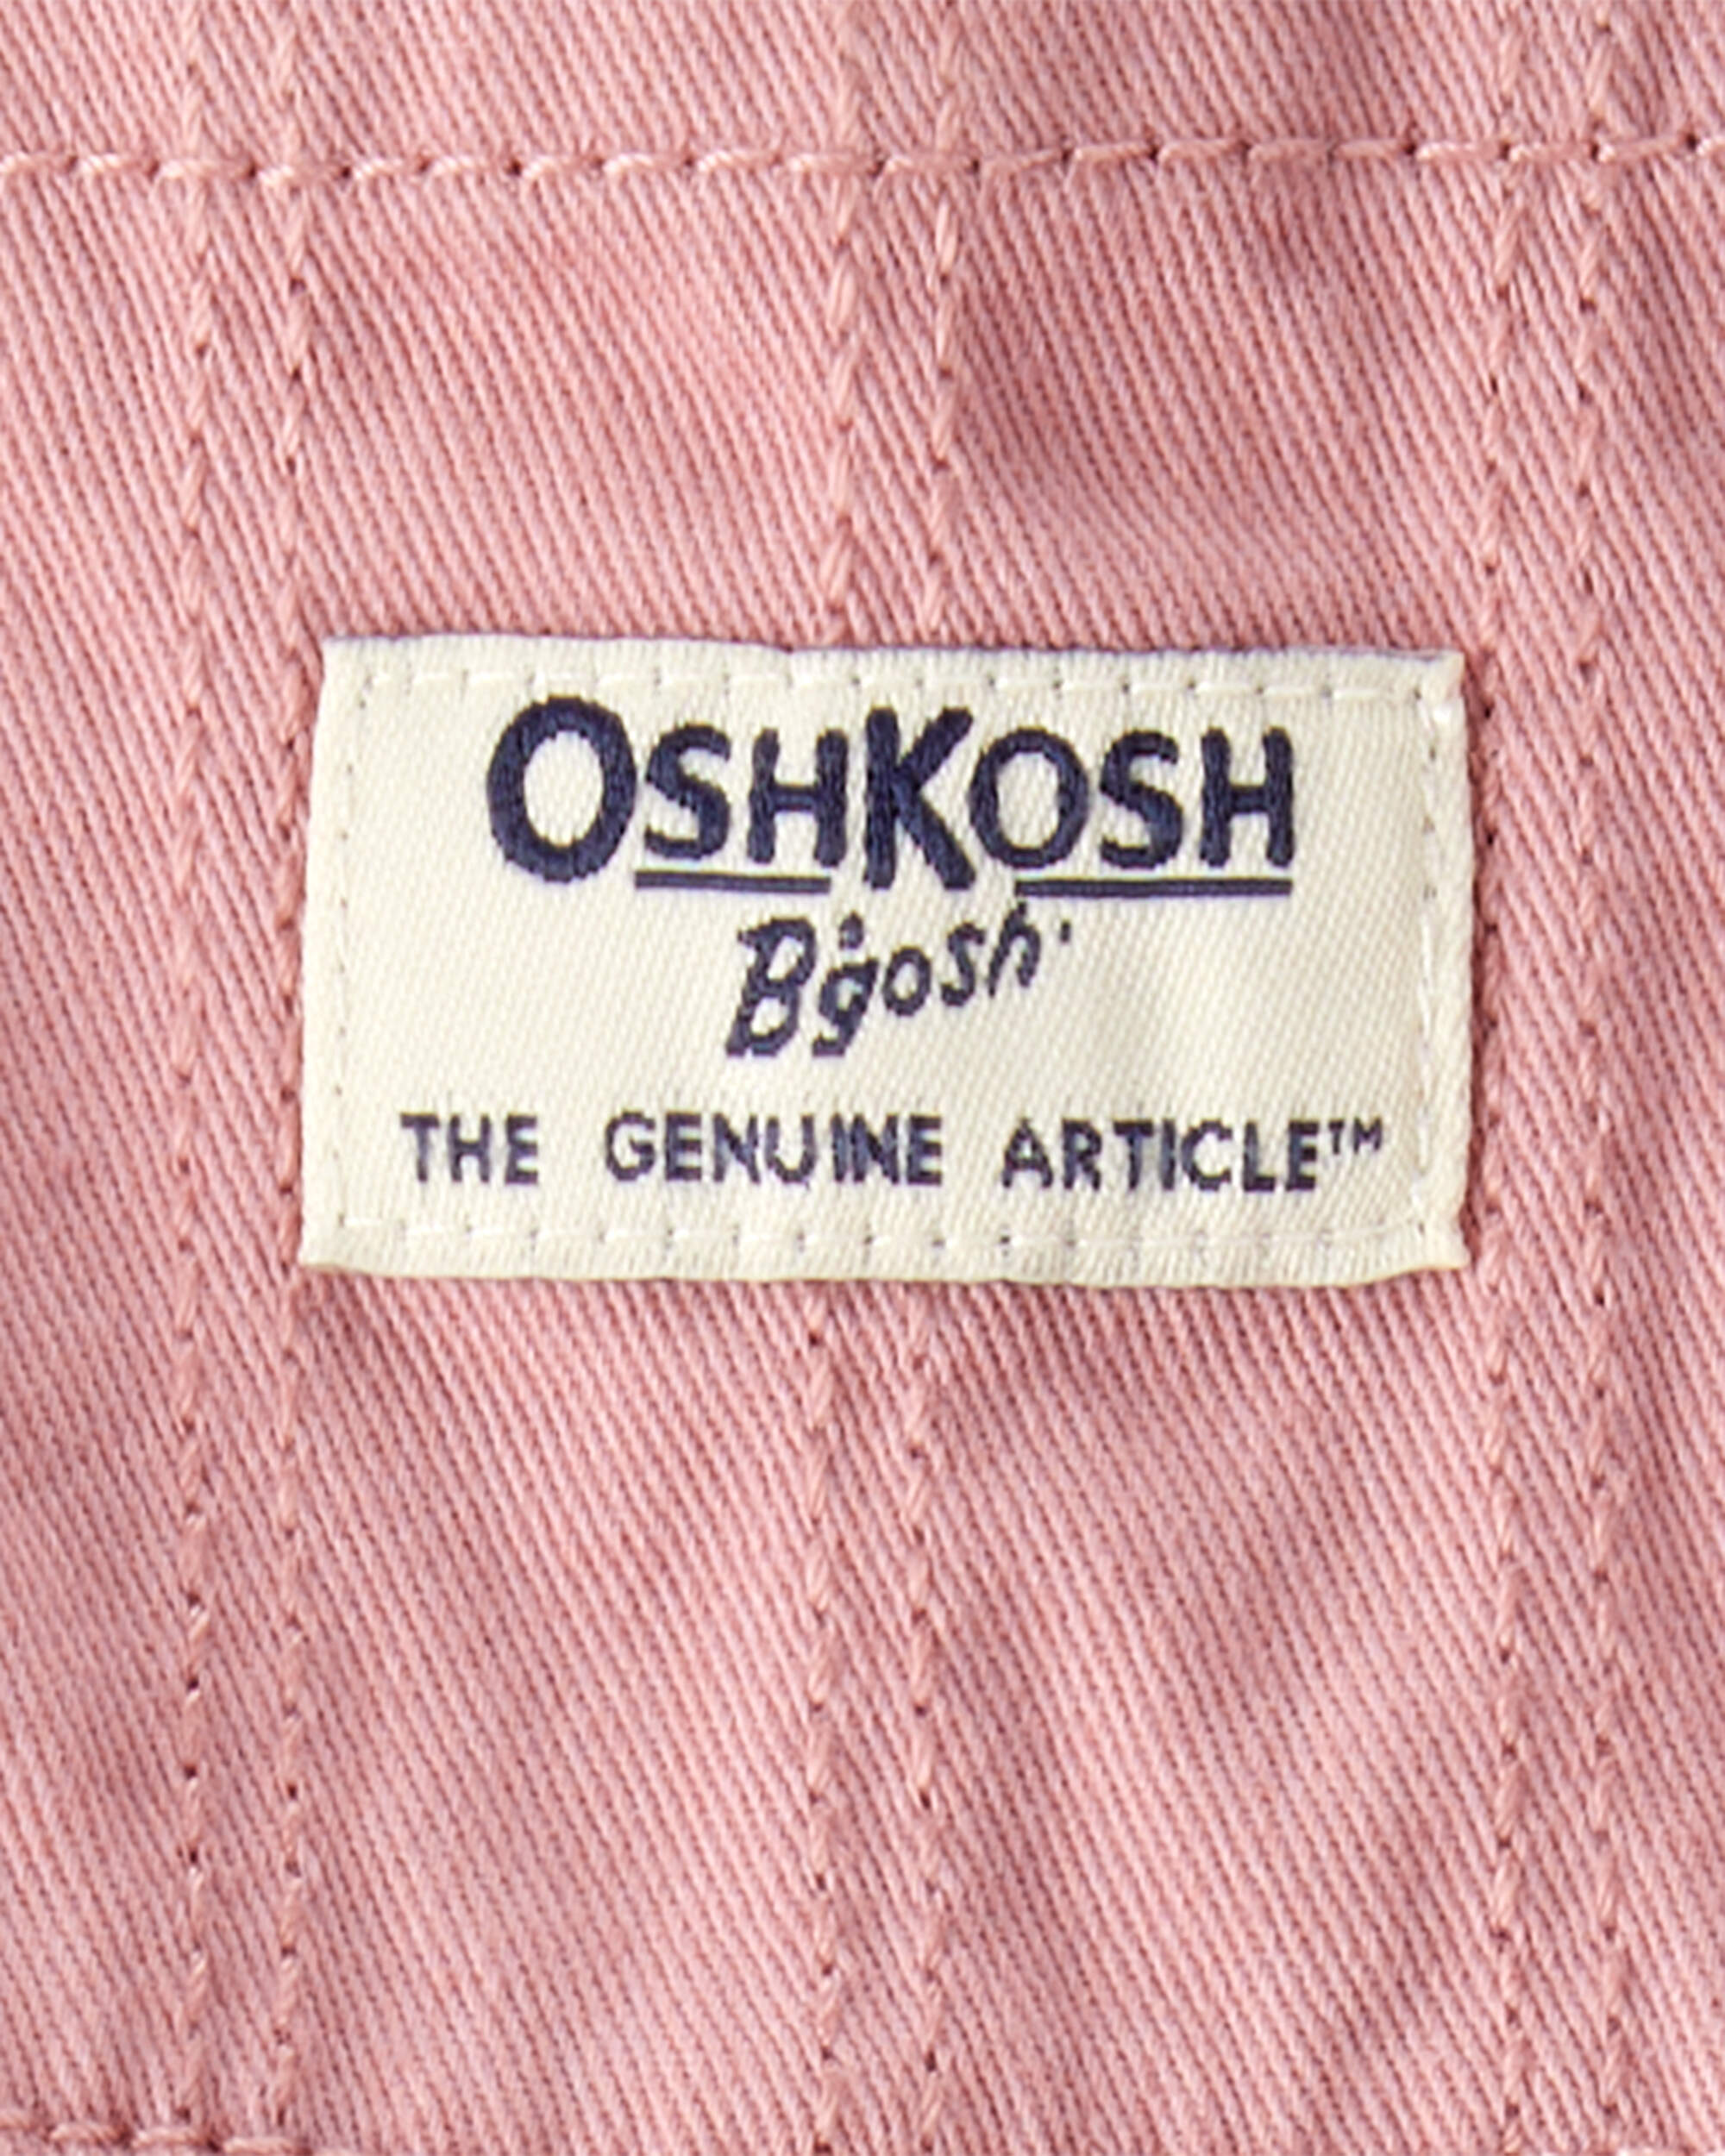 OSHKOSH
B'gosh
THE GENUINE ARTICLE™